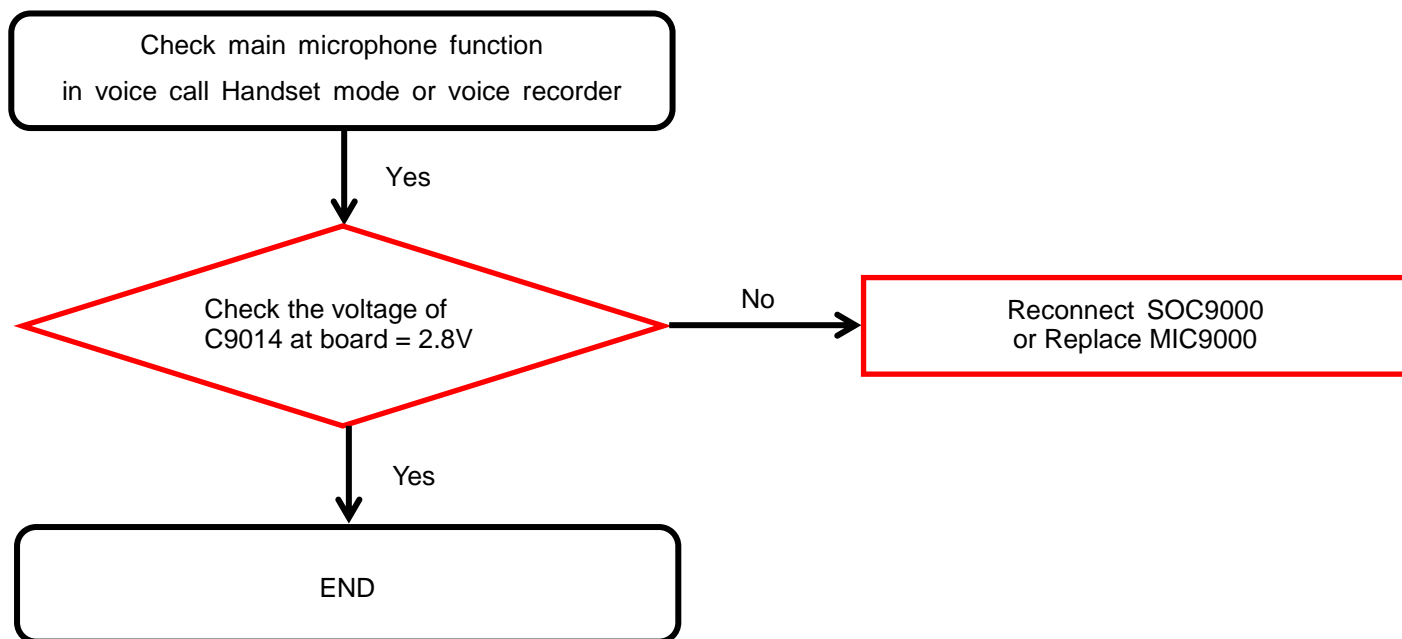 Check main microphone function
in voice call Handset mode or voice recorder
Yes
Check the voltage of
C9014 at board = 2.8V
No
Reconnect SOC9000
or Replace MIC9000
Yes
END